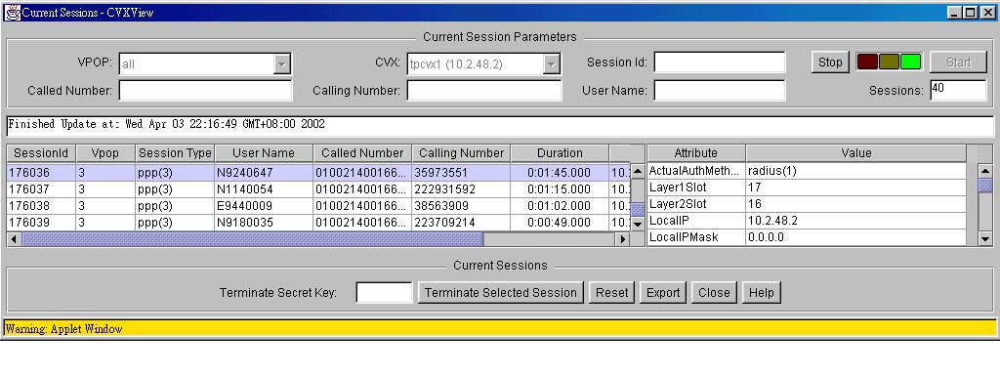 Current Sessions - CVXView
Current Session Parameters
VPOP: all CVX: tpcvx1 (10.2.48.2) Session Id: Stop Start
Called Number: Calling Number: User Name: Sessions: 40
Finished Update at: Wed Apr 03 22:16:49 GMT+08:00 2002
SessionId Vpop Session Type User Name Called Number Calling Number Duration Attribute Value
176036 3 ppp(3) N9240647 010021400166... 35973551 0:01:45.000 10. ActualAuthMeth... radius(1)
176037 3 ppp(3) N1140054 010021400166... 222931592 0:01:15.000 10. Layer1Slot 17
176038 3 ppp(3) E9440009 010021400166... 38563909 0:01:02.000 10. Layer2Slot 16
176039 3 ppp(3) N9180035 010021400166... 223709214 0:00:49.000 10. LocalIP 10.2.48.2
LocalIPMask 0.0.0.0
Current Sessions
Terminate Secret Key: Terminate Selected Session Reset Export Close Help
Warning: Applet Window